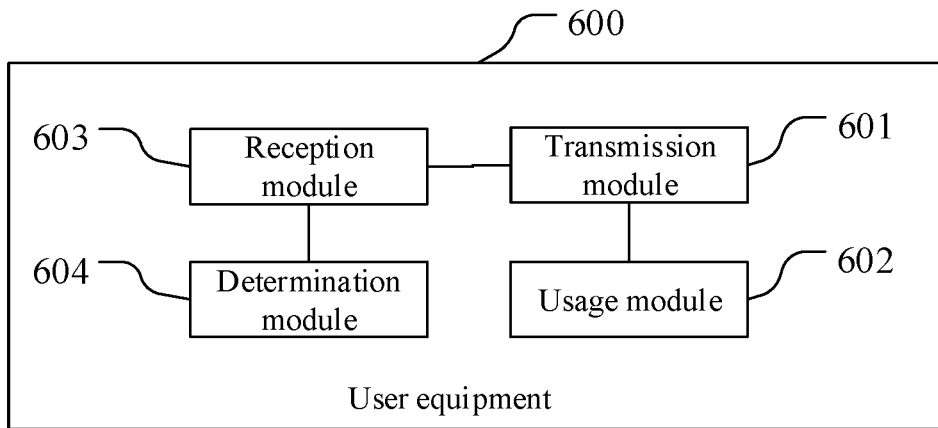 600
603
Reception
module
Transmission
module
601
604
Determination
module
Usage module
602
User equipment